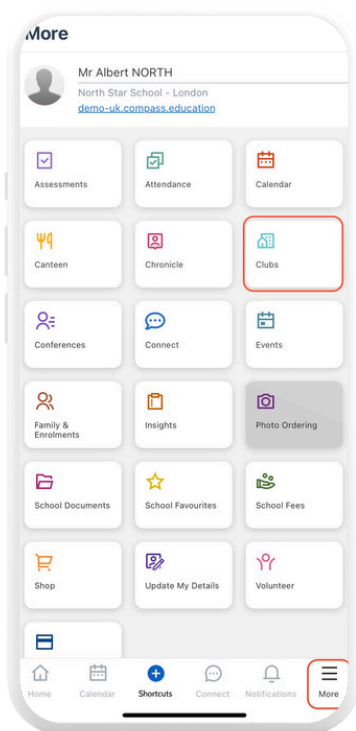 More
Mr Albert NORTH
North Star School - London
demo-uk.compass.education
Assessments
Attendance
Calendar
Canteen
Chronicle
Clubs
Conferences
Connect
Events
Family &
Enrolments
Insights
Photo Ordering
School Documents
School Favourites
School Fees
Shop
Update My Details
Volunteer
Home
Calendar
Shortcuts
Connect
Notifications
More